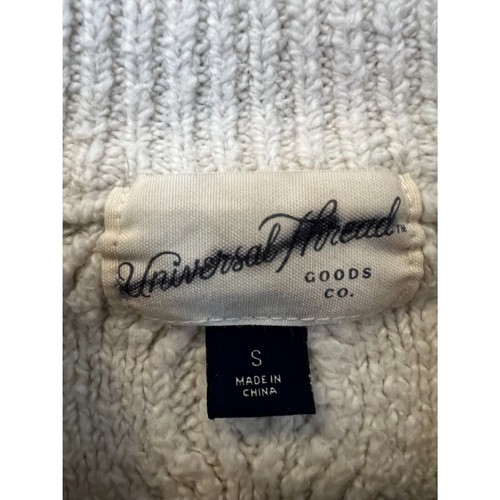 Universal Thread™
GOODS
CO.
S
MADE IN
CHINA